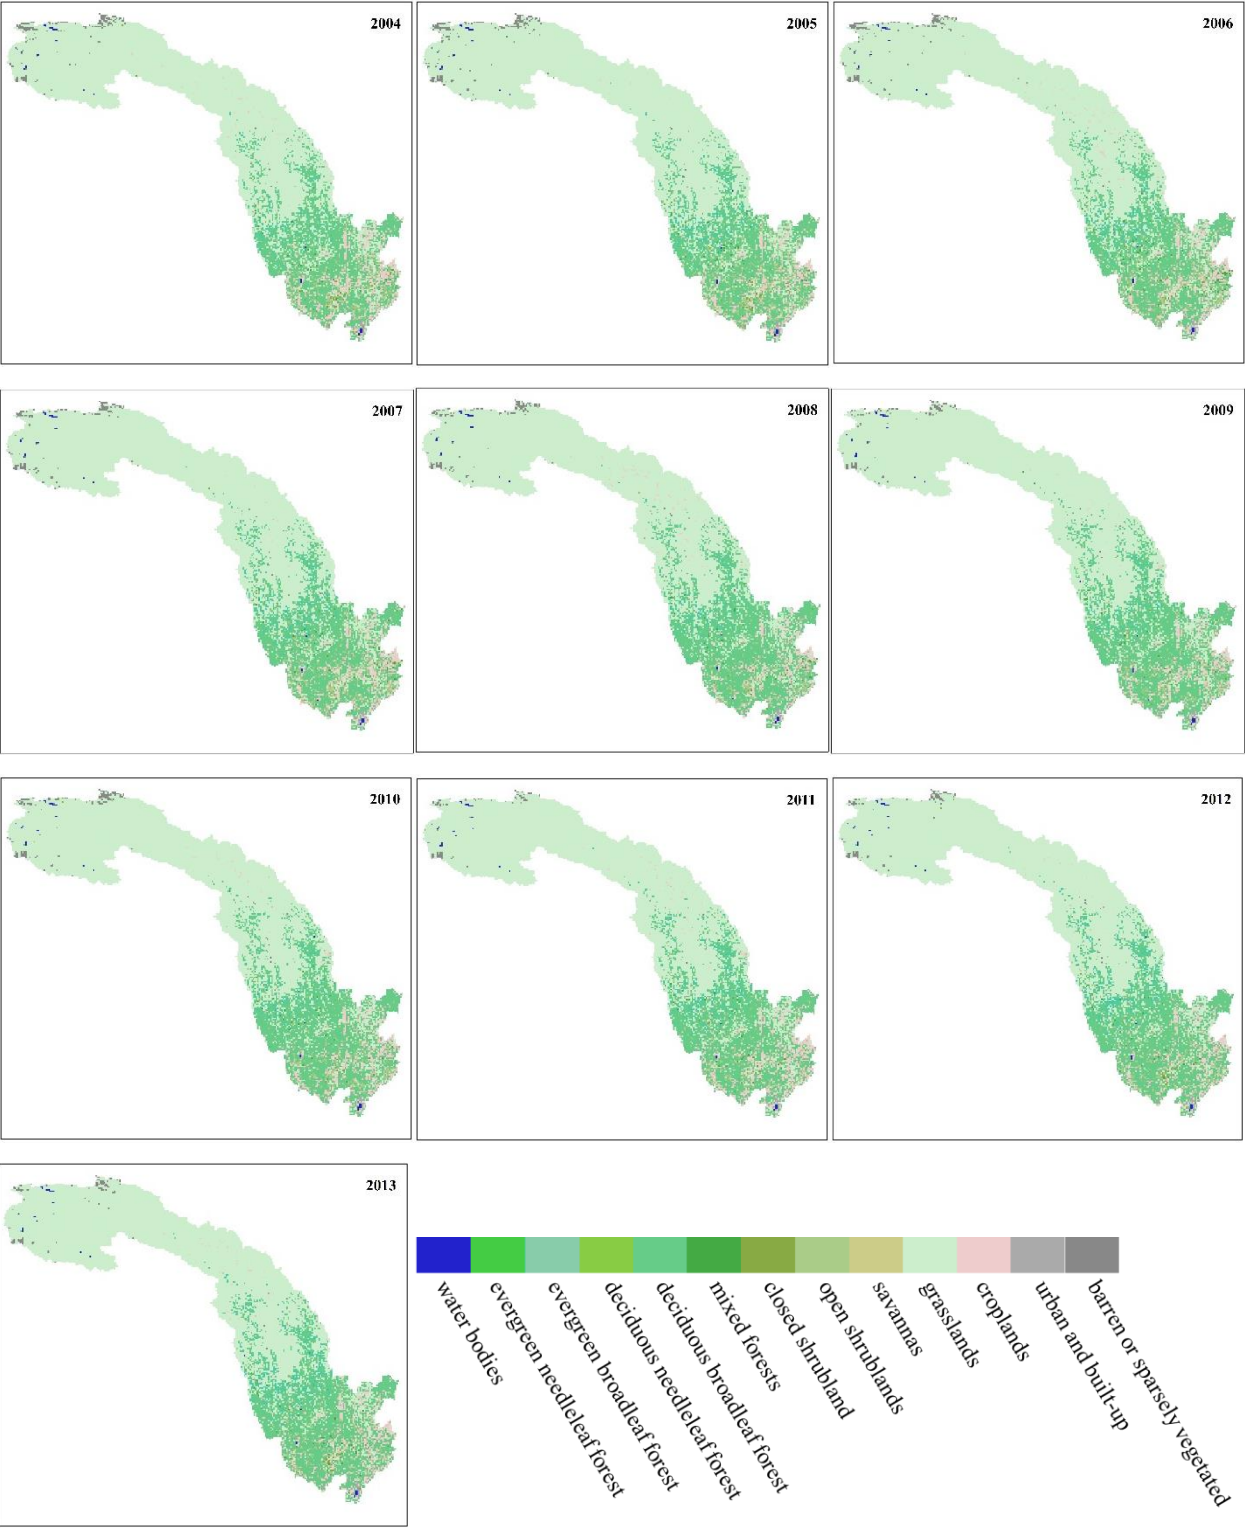 2004
2005
2006
2007
2008
2009
2010
2011
2012
2013
water bodies
evergreen needleleaf forest
evergreen broadleaf forest
deciduous needleleaf forest
deciduous broadleaf forest
mixed forests
closed shrubland
open shrublands
savannas
grasslands
croplands
urban and built-up
barren or sparsely vegetated